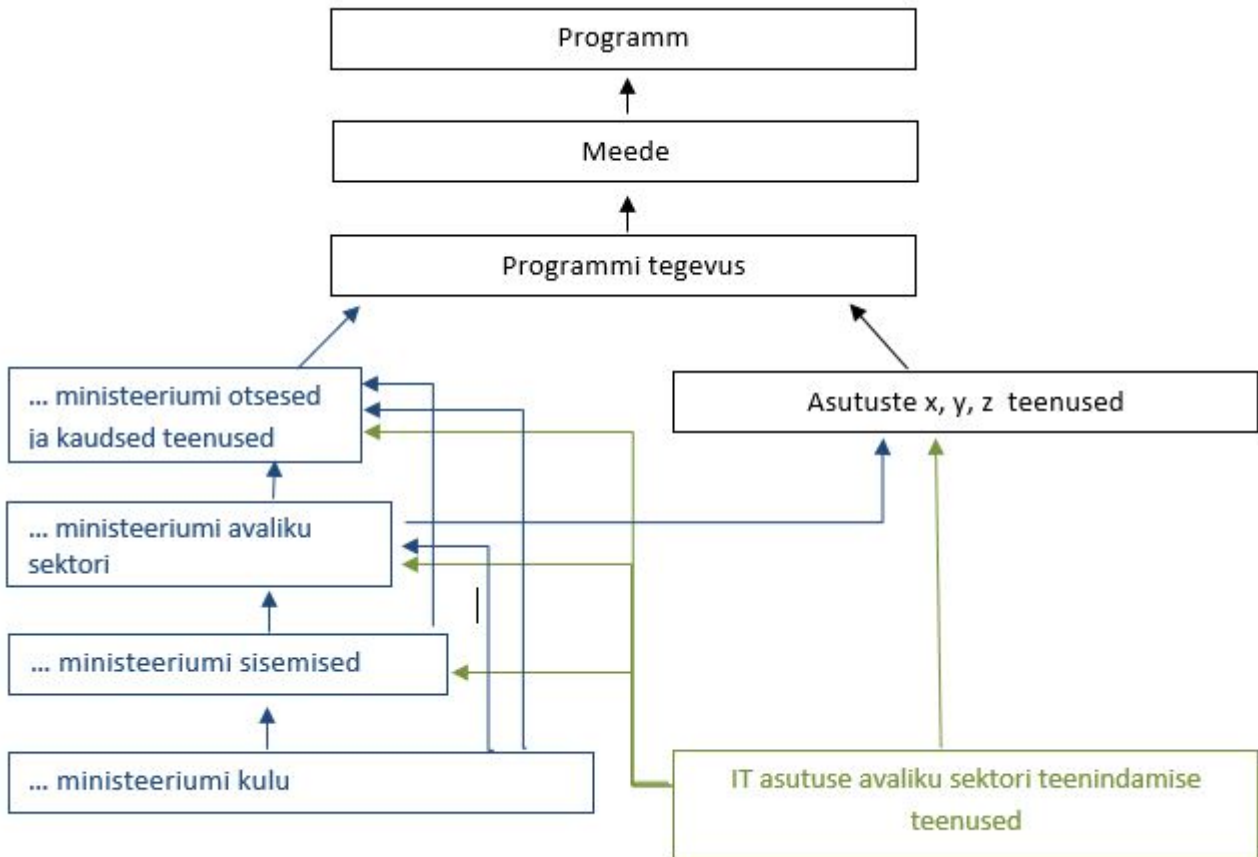 Programm
Meede
Programmi tegevus
... ministeeriumi otsesed
ja kaudsed teenused
Asutuste x, y, z teenused
... ministeeriumi avaliku
sektori
... ministeeriumi sisemised
... ministeeriumi kulu
IT asutuse avaliku sektori teenindamise
teenused